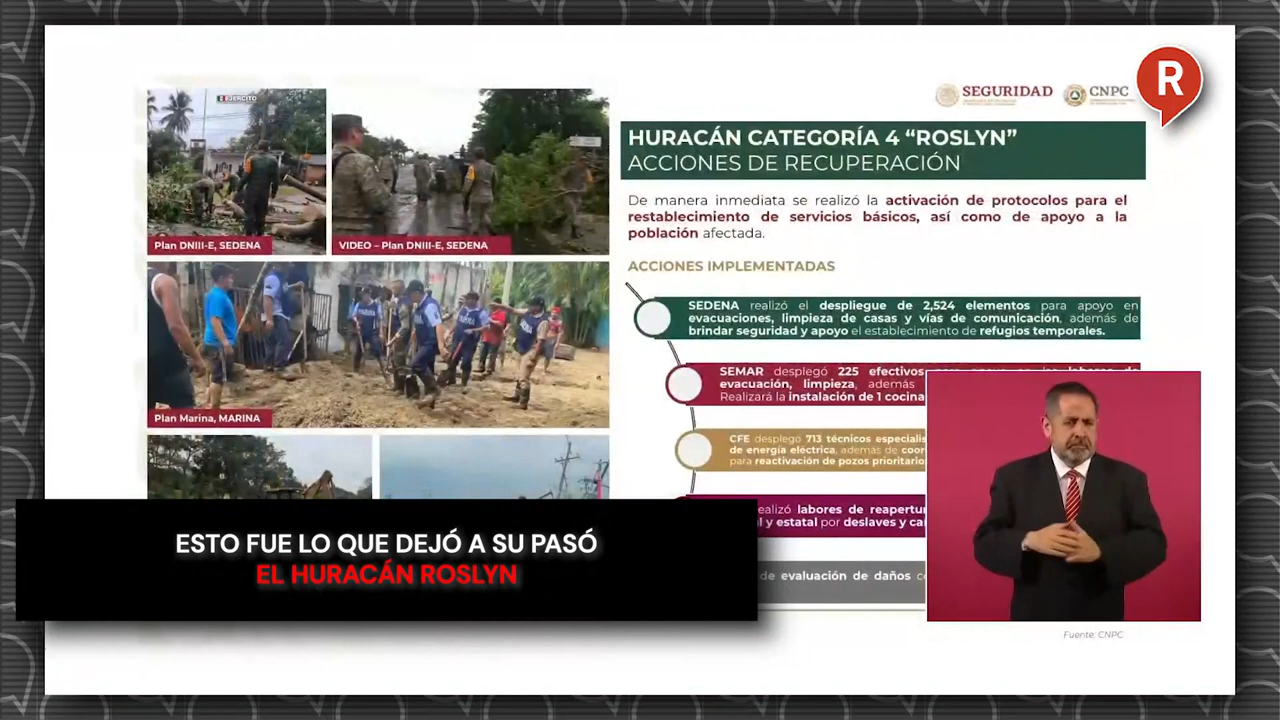 EJÉRCITO
Plan DNIII-E, SEDENA
VIDEO – Plan DNIII-E, SEDENA
Plan Marina, MARINA
SEGURIDAD
CNPC
R
HURACÁN CATEGORÍA 4 “ROSLYN”
ACCIONES DE RECUPERACIÓN
De manera inmediata se realizó la activación de protocolos para el
restablecimiento de servicios básicos, así como de apoyo a la
población afectada.
ACCIONES IMPLEMENTADAS
SEDENA realizó el despliegue de 2,524 elementos para apoyo en
evacuaciones, limpieza de casas y vías de comunicación, además de
brindar seguridad y apoyo el establecimiento de refugios temporales.
SEMAR desplegó 225 efectivos
evacuación, limpieza, además
Realizará la instalación de 1 cocina
CFE desplegó 713 técnicos
de energía eléctrica, además de
para reactivación de pozos
realizó labores de
y estatal por deslaves y
de evaluación de daños
ESTO FUE LO QUE DEJÓ A SU PASÓ
EL HURACÁN ROSLYN
Fuente: CNPC